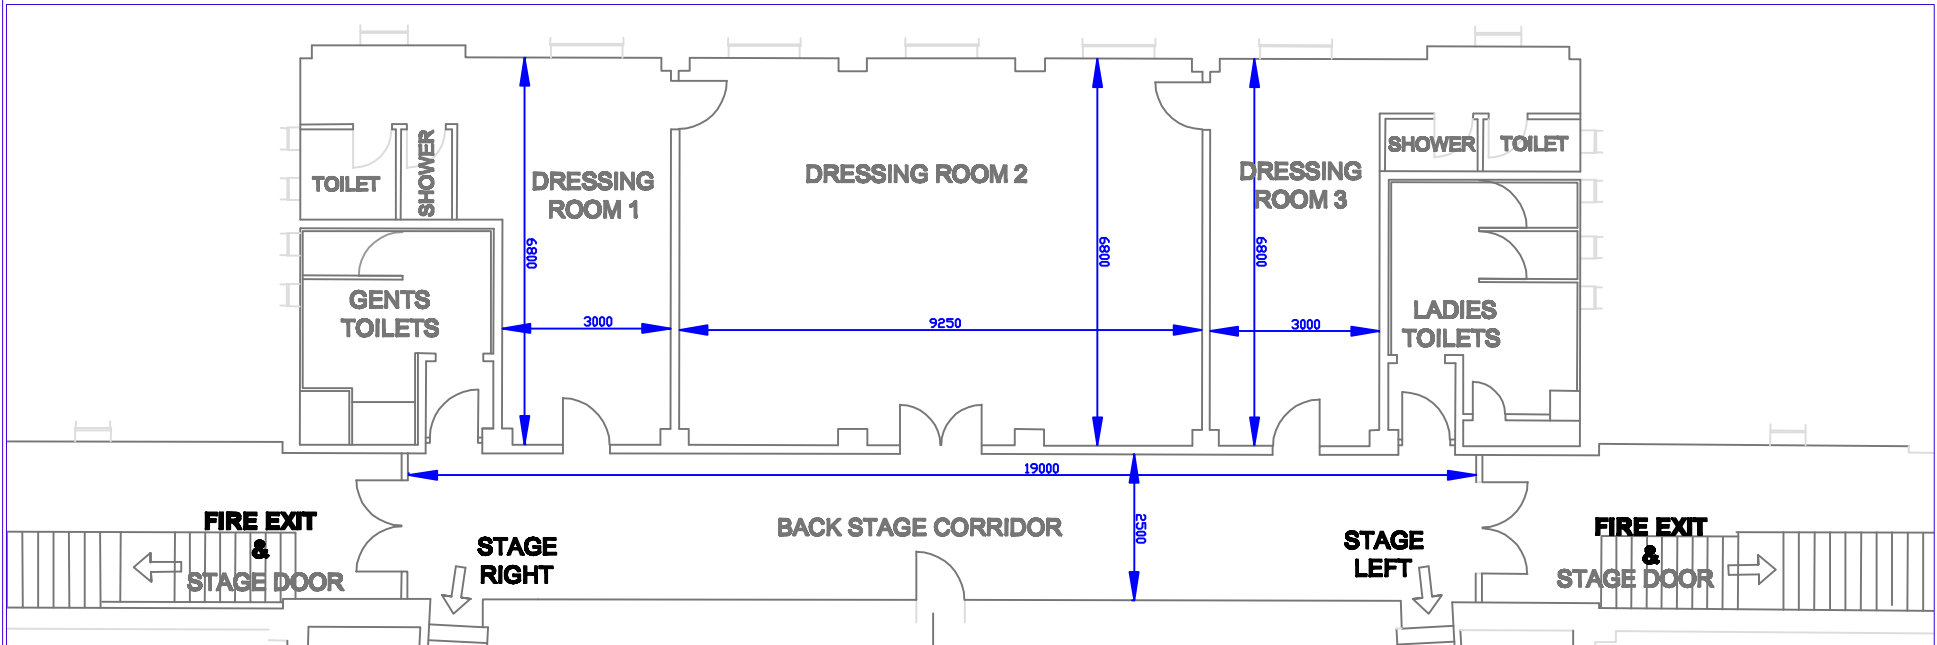 TOILET
SHOWER
DRESSING
ROOM 1
DRESSING ROOM 2
DRESSING
ROOM 3
SHOWER
TOILET
6800
6800
6800
GENTS
TOILETS
3000
9250
3000
LADIES
TOILETS
19000
2500
FIRE EXIT
&
STAGE DOOR
STAGE
RIGHT
BACK STAGE CORRIDOR
STAGE
LEFT
FIRE EXIT
&
STAGE DOOR